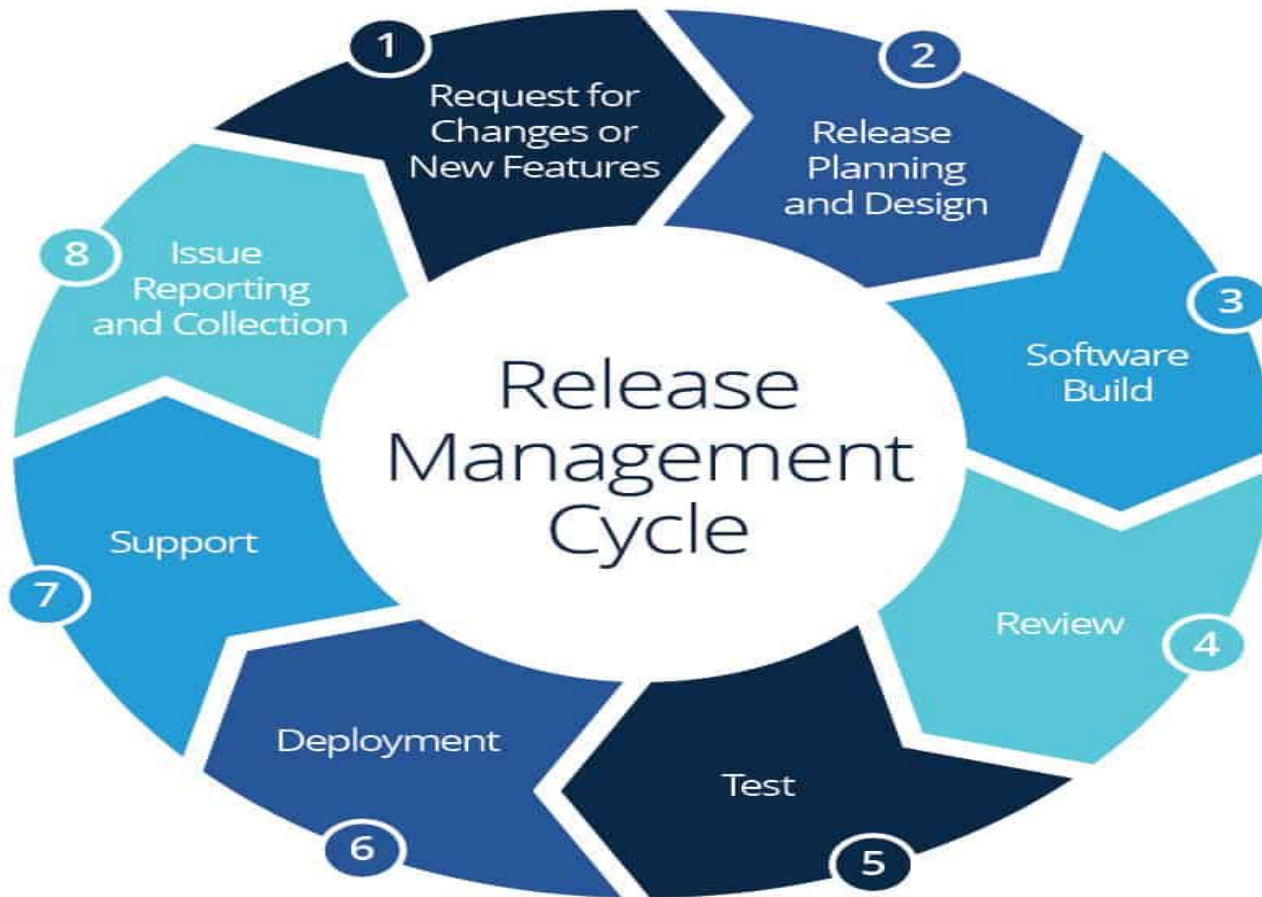 1
Request for
Changes or
New Features
2
Release
Planning
and Design
3
Software
Build
4
Review
5
Test
6
Deployment
7
Support
8
Issue
Reporting
and Collection
Release
Management
Cycle